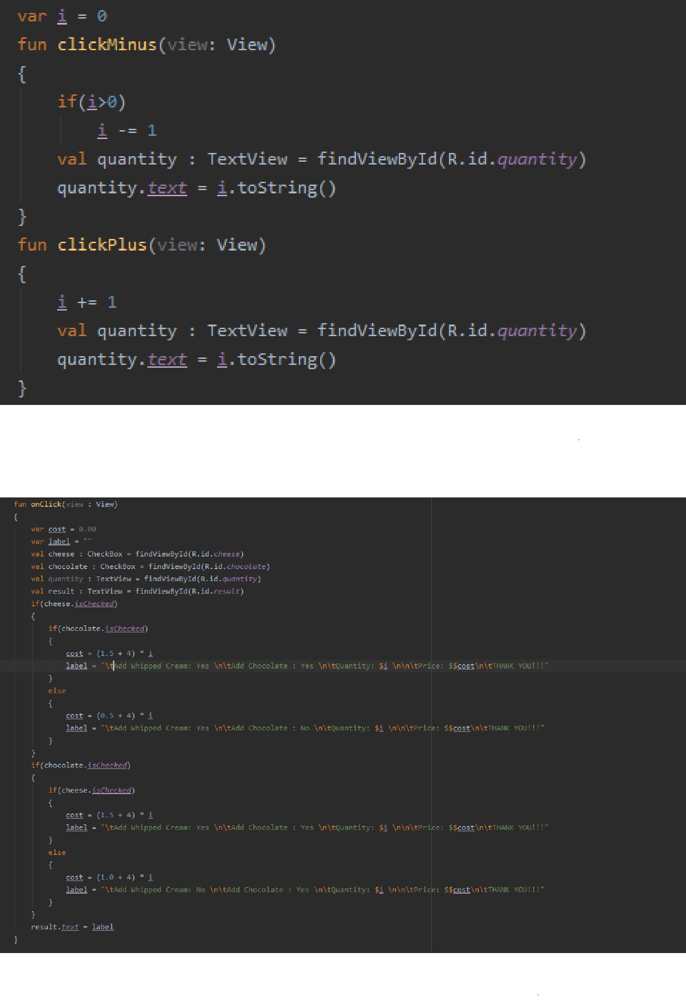 var i = 0
fun clickMinus(view: View)
{
if(i>0)
i -= 1
val quantity : TextView = findViewById(R.id.quantity)
quantity.text = i.toString()
}
fun clickPlus(view: View)
{
i += 1
val quantity : TextView = findViewById(R.id.quantity)
quantity.text = i.toString()
}
fun onClick(view : View)
{
var cost = 0.00
var label = ""
val cheese : CheckBox = findViewById(R.id.cheese)
val chocolate : CheckBox = findViewById(R.id.chocolate)
val quantity : TextView = findViewById(R.id.quantity)
val result : TextView = findViewById(R.id.result)
if(cheese.isChecked)
{
if(chocolate.isChecked)
{
cost = (1.5 + 4) * i
label = "\tAdd Whipped Cream: Yes \n\tAdd Chocolate : Yes \n\tQuantity: $i \n\n\tPrice: $$cost\n\tTHANK YOU!!!"
}
else
{
cost = (0.5 + 4) * i
label = "\tAdd Whipped Cream: Yes \n\tAdd Chocolate : No \n\tQuantity: $i \n\n\tPrice: $$cost\n\tTHANK YOU!!!"
}
}
if(chocolate.isChecked)
{
if(cheese.isChecked)
{
cost = (1.5 + 4) * i
label = "\tAdd Whipped Cream: Yes \n\tAdd Chocolate : Yes \n\tQuantity: $i \n\n\tPrice: $$cost\n\tTHANK YOU!!!"
}
else
{
cost = (1.0 + 4) * i
label = "\tAdd Whipped Cream: No \n\tAdd Chocolate : Yes \n\tQuantity: $i \n\n\tPrice: $$cost\n\tTHANK YOU!!!"
}
}
result.text = label
}